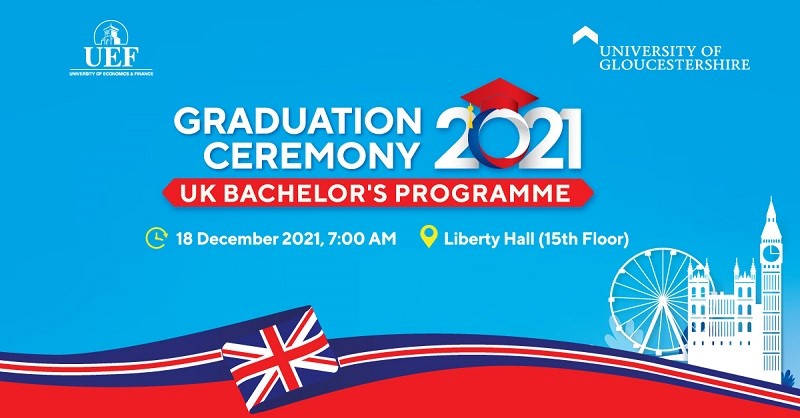 UEF
UNIVERSITY OF ECONOMICS & FINANCE
UNIVERSITY OF
GLOUCESTERSHIRE
GRADUATION
CEREMONY
2021
UK BACHELOR'S PROGRAMME
18 December 2021, 7:00 AM
Liberty Hall (15th Floor)